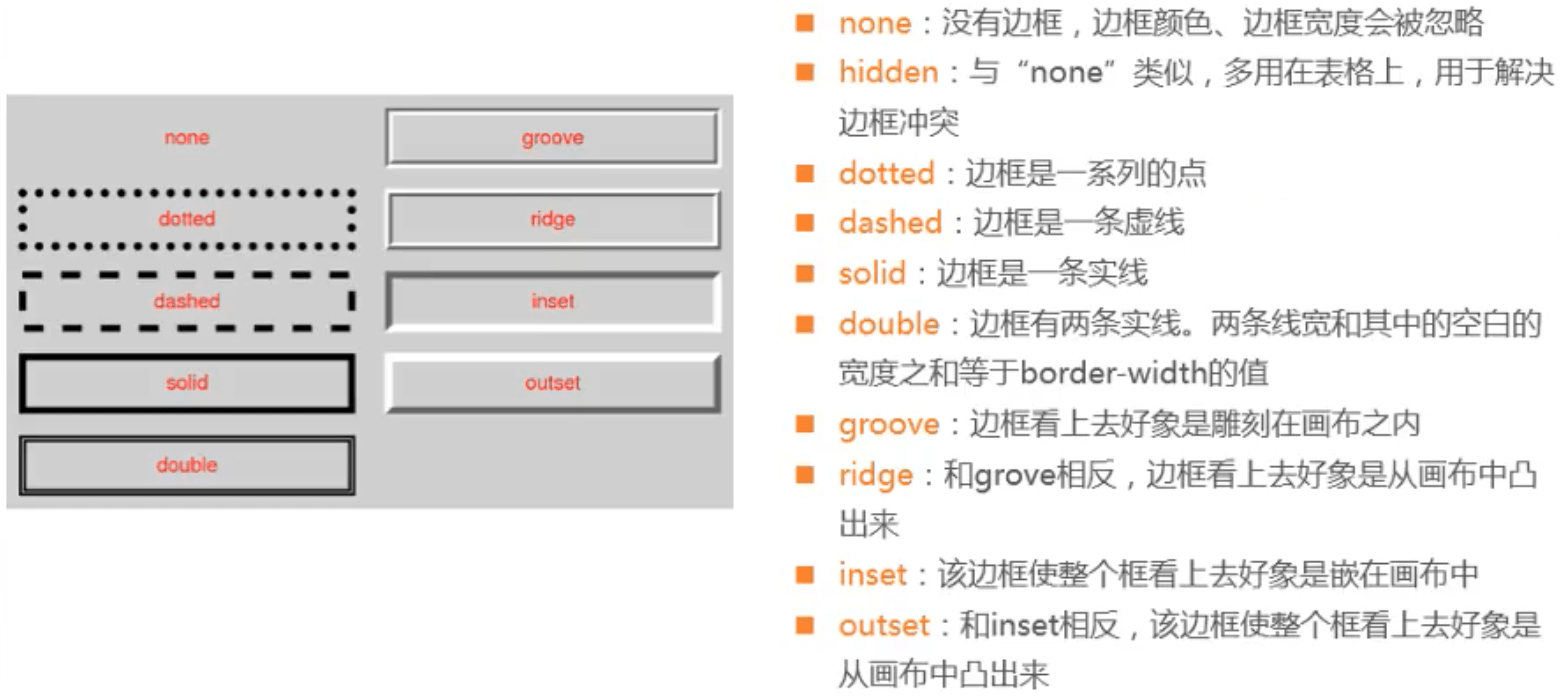 none
groove
dotted
ridge
dashed
inset
solid
outset
double
none：没有边框，边框颜色、边框宽度会被忽略
hidden：与“none”类似，多用在表格上，用于解决
边框冲突
dotted：边框是一系列的点
dashed：边框是一条虚线
solid：边框是一条实线
double：边框有两条实线。两条线宽和其中的空白的
宽度之和等于border-width的值
groove：边框看上去好象是雕刻在画布之内
ridge：和grove相反，边框看上去好象是从画布中凸
出来
inset：该边框使整个框看上去好象是嵌在画布中
outset：和inset相反，该边框使整个框看上去好象是
从画布中凸出来